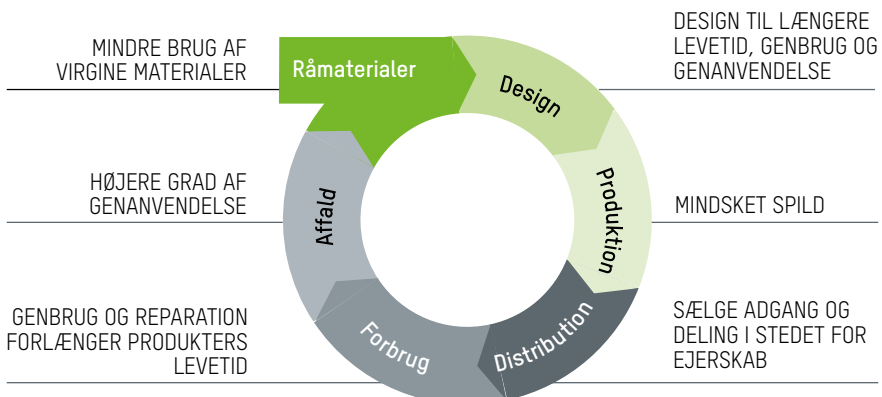 MINDRE BRUG AF
VIRGINE MATERIALER
Råmaterialer
Design
DESIGN TIL LÆNGERE
LEVETID, GENBRUG OG
GENANVENDELSE
HØJERE GRAD AF
GENANVENDELSE
Affald
Produktion
MINDSKET SPILD
GENBRUG OG REPARATION
FORLÆNGER PRODUKTERS
LEVETID
Forbrug
Distribution
SÆLGE ADGANG OG
DELING I STEDET FOR
EJERSKAB